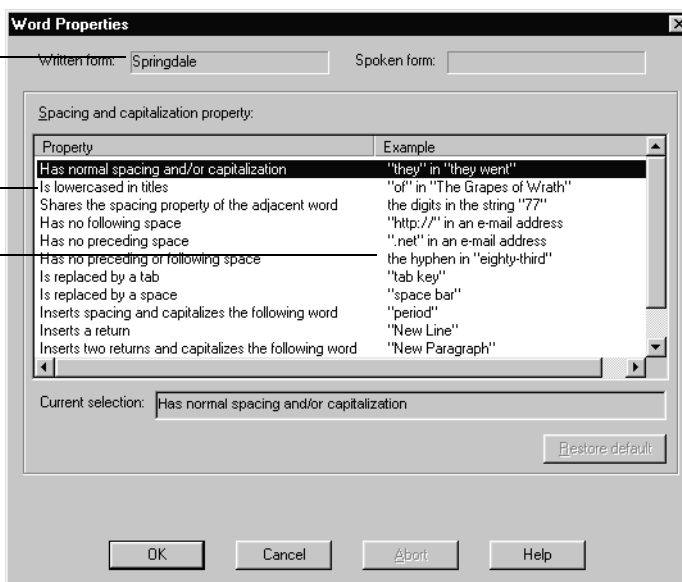 Word Properties
Written form: Springdale Spoken form:
Spacing and capitalization property:
Property Example
Has normal spacing and/or capitalization "they" in "they went"
Is lowercased in titles "of" in "The Grapes of Wrath"
Shares the spacing property of the adjacent word the digits in the string "77"
Has no following space "http://" in an e-mail address
Has no preceding space ".net" in an e-mail address
Has no preceding or following space the hyphen in "eighty-third"
Is replaced by a tab "tab key"
Is replaced by a space "space bar"
Inserts spacing and capitalizes the following word "period"
Inserts a return "New Line"
Inserts two returns and capitalizes the following word "New Paragraph"
Current selection: Has normal spacing and/or capitalization
Restore default
OK Cancel Abort Help